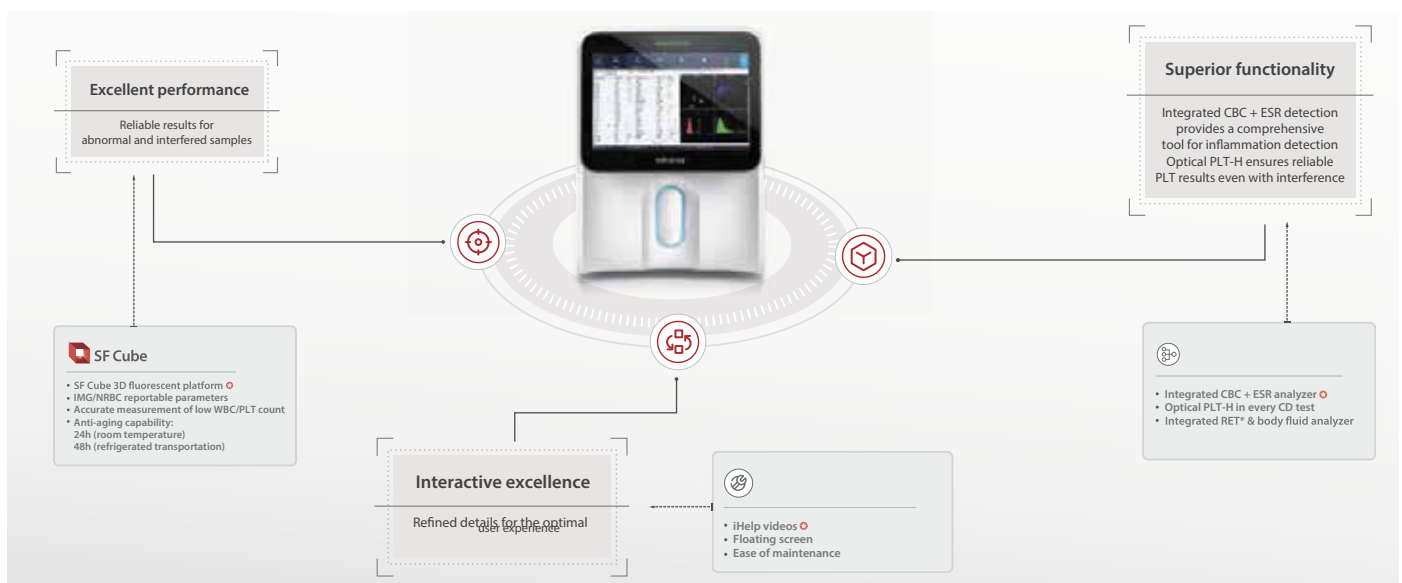 Excellent performance
Reliable results for
abnormal and interfered samples
SF Cube
• SF Cube 3D fluorescent platform
• IMG/NRBC reportable parameters
• Accurate measurement of low WBC/PLT count
• Anti-aging capability:
24h (room temperature)
48h (refrigerated transportation)
Interactive excellence
Refined details for the optimal
user experience
• iHelp videos
• Floating screen
• Ease of maintenance
Superior functionality
Integrated CBC + ESR detection
provides a comprehensive
tool for inflammation detection
Optical PLT-H ensures reliable
PLT results even with interference
• Integrated CBC + ESR analyzer
• Optical PLT-H in every CD test
• Integrated RET* & body fluid analyzer